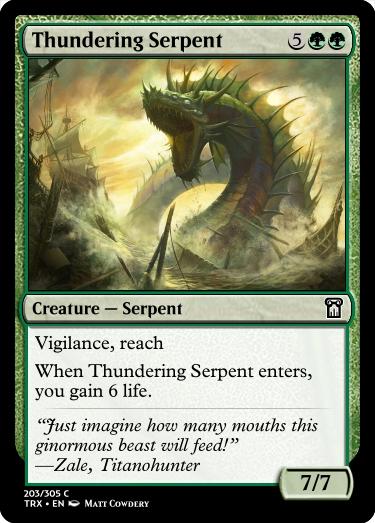 Thundering Serpent 5
Creature — Serpent
Vigilance, reach
When Thundering Serpent enters,
you gain 6 life.
“Just imagine how many mouths this
ginormous beast will feed!”
—Zale, Titanohunter
7/7
203/305 C
TRX • EN Matt Cowdery